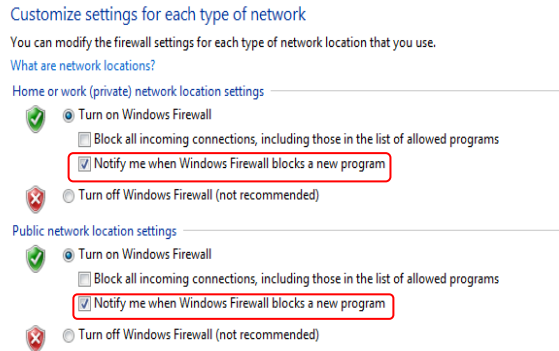 Customize settings for each type of network
You can modify the firewall settings for each type of network location that you use.
What are network locations?
Home or work (private) network location settings
Turn on Windows Firewall
Block all incoming connections, including those in the list of allowed programs
Notify me when Windows Firewall blocks a new program
Turn off Windows Firewall (not recommended)
Public network location settings
Turn on Windows Firewall
Block all incoming connections, including those in the list of allowed programs
Notify me when Windows Firewall blocks a new program
Turn off Windows Firewall (not recommended)